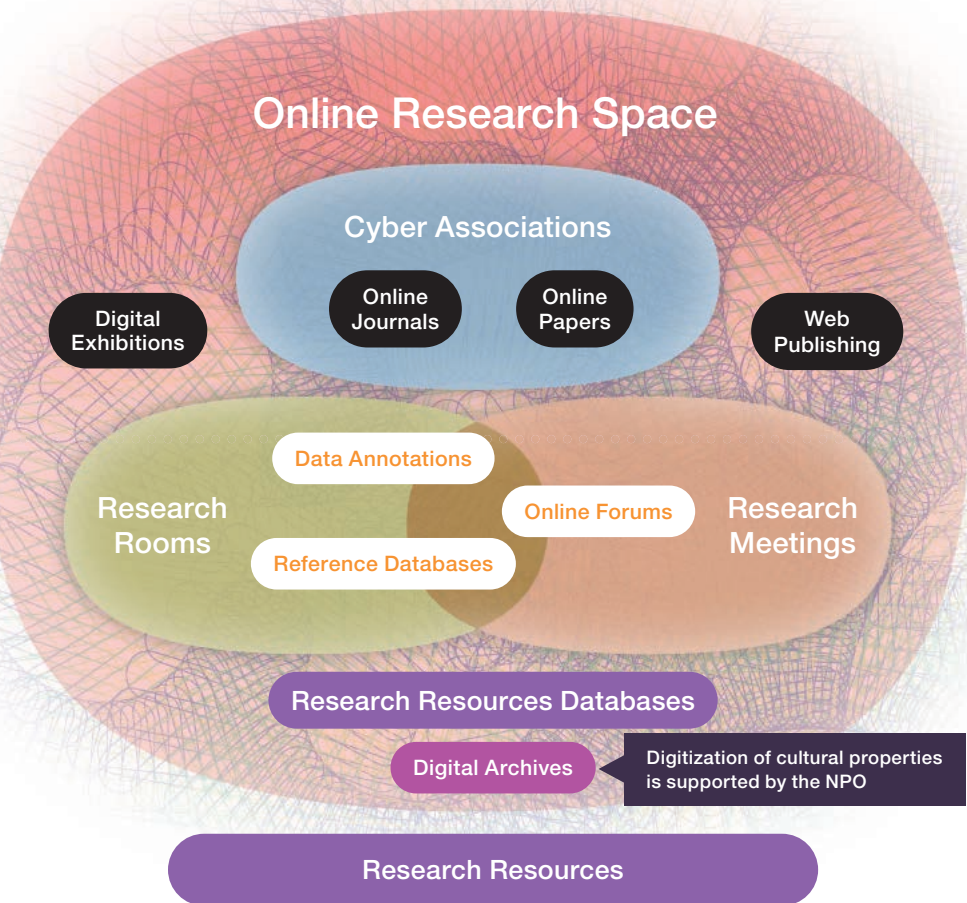 Online Research Space
Cyber Associations
Online
Journals
Online
Papers
Digital
Exhibitions
Web
Publishing
Data Annotations
Research
Rooms
Online Forums
Research
Meetings
Reference Databases
Research Resources Databases
Digital Archives
Digitization of cultural properties
is supported by the NPO
Research Resources